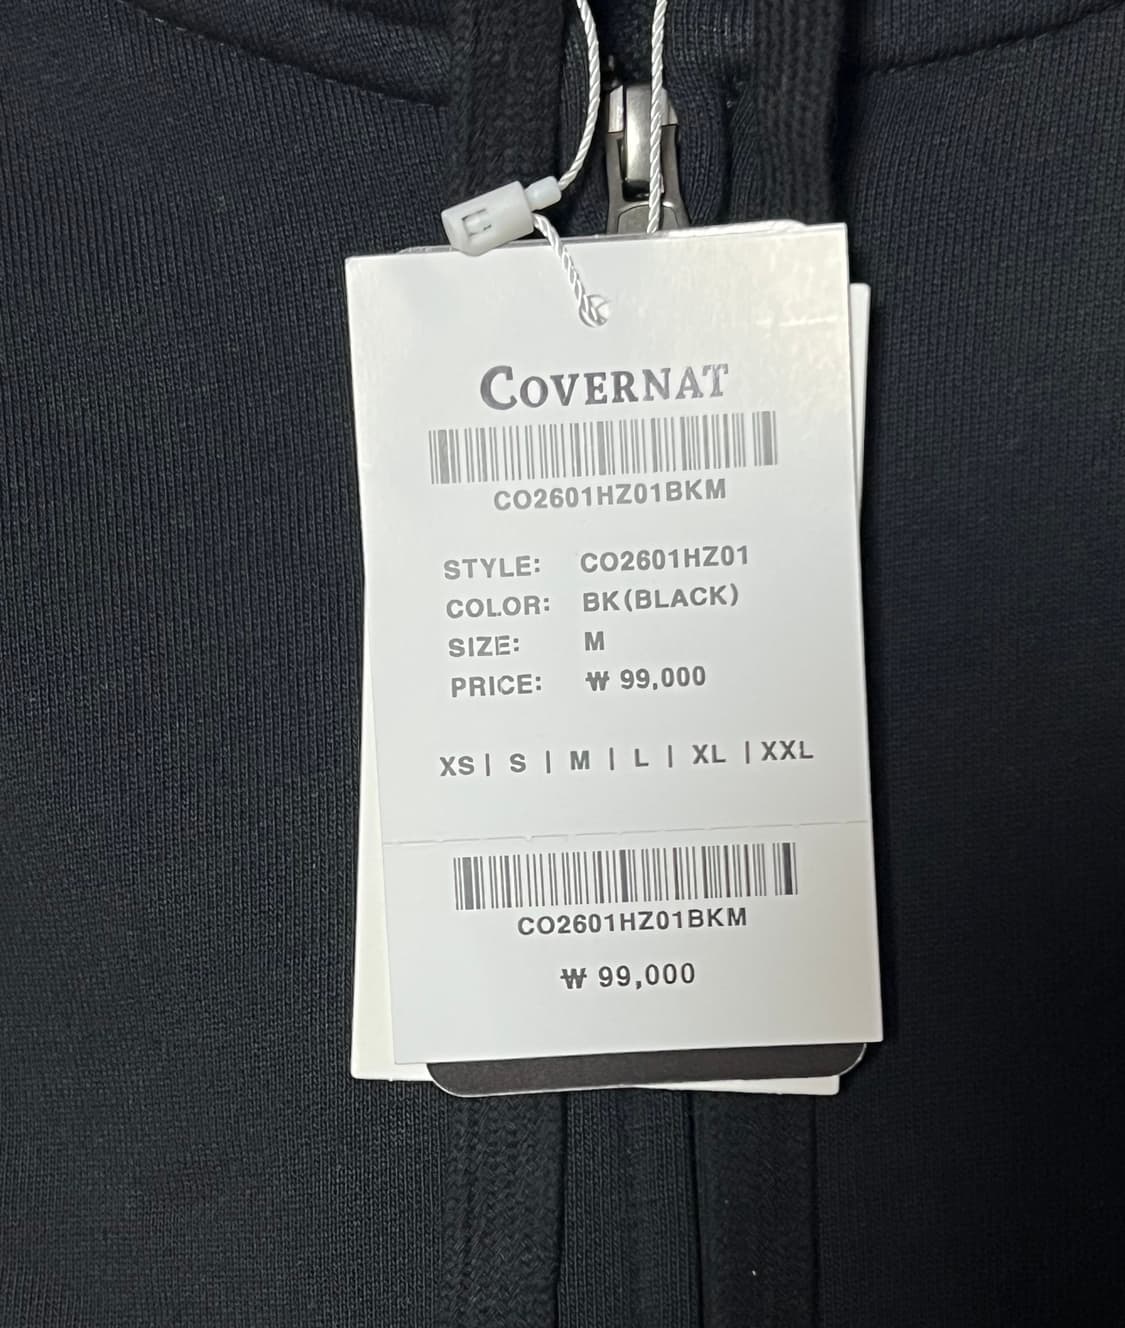 COVERNAT
CO2601HZ01BKM
STYLE: CO2601HZ01
COLOR: BK(BLACK)
SIZE: M
PRICE: ₩ 99,000
XS | S | M | L | XL | XXL
CO2601HZ01BKM
₩ 99,000